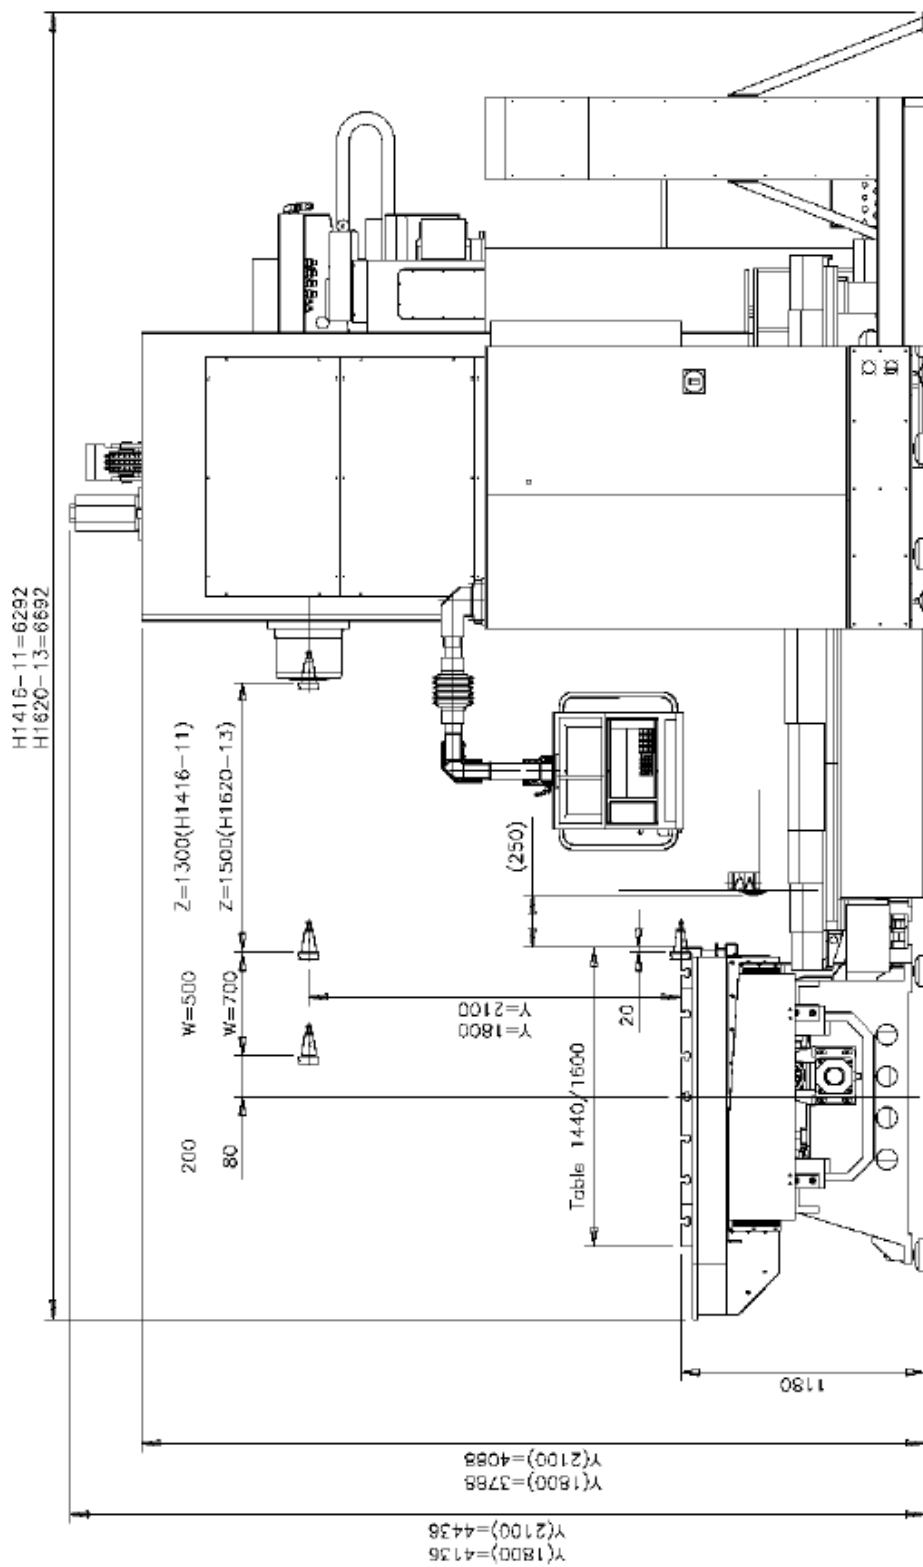 H1416-11=6292
H1620-13=6692
Z=1300(H1416-11)
Z=1500(H1620-13)
W=500
W=700
200
80
(250)
Y=2100
Y=1800
20
Table 1440/1600
1180
Y(2100)=4088
Y(1800)=3788
Y(2100)=4436
Y(1800)=4136